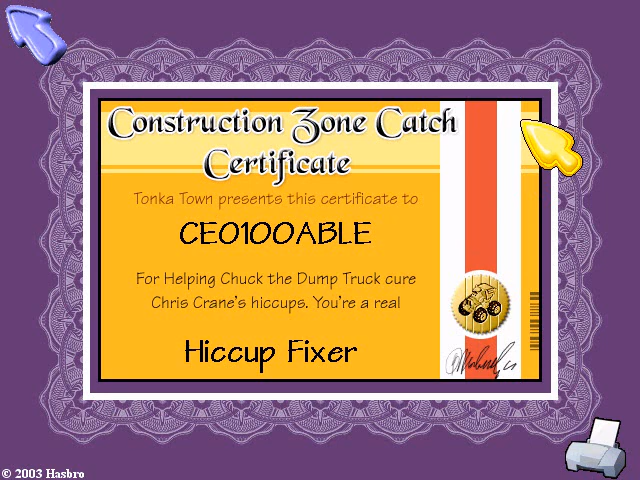 Construction Zone Catch
Certificate
Tonka Town presents this certificate to
CEO100ABLE
For Helping Chuck the Dump Truck cure
Chris Crane's hiccups. You're a real
Hiccup Fixer
© 2003 Hasbro